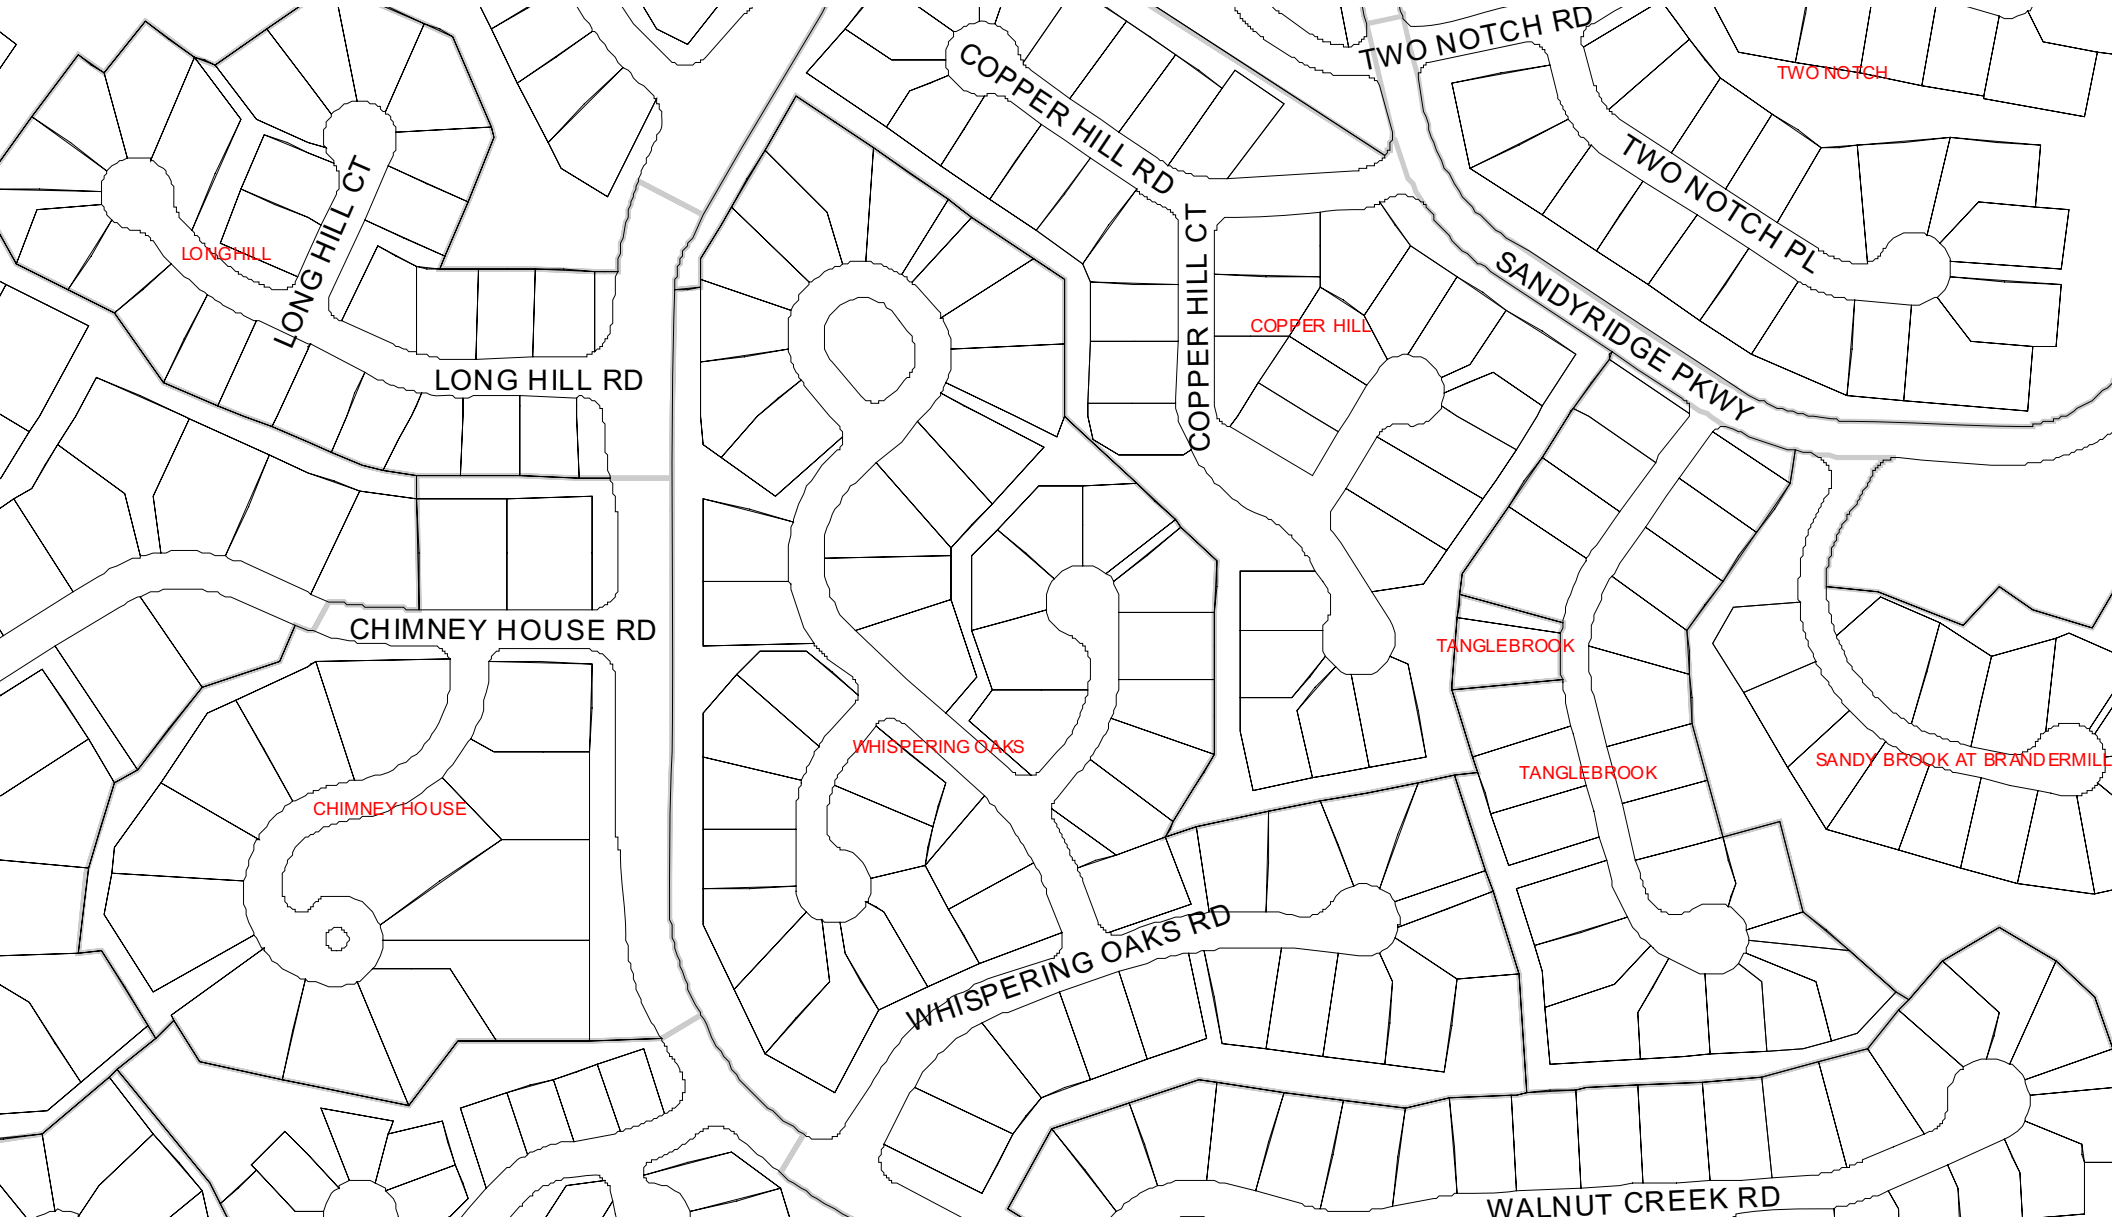 TWO NOTCH RD
COPPER HILL RD
TWO NOTCH
TWO NOTCH PL
LONG HILL CT
LONGHILL
COPPER HILL CT
SANDYRIDGE PKWY
COPPER HILL
LONG HILL RD
CHIMNEY HOUSE RD
TANGLEBROOK
WHISPERING OAKS
TANGLEBROOK
SANDY BROOK AT BRANDERMILL
CHIMNEY HOUSE
WHISPERING OAKS RD
WALNUT CREEK RD